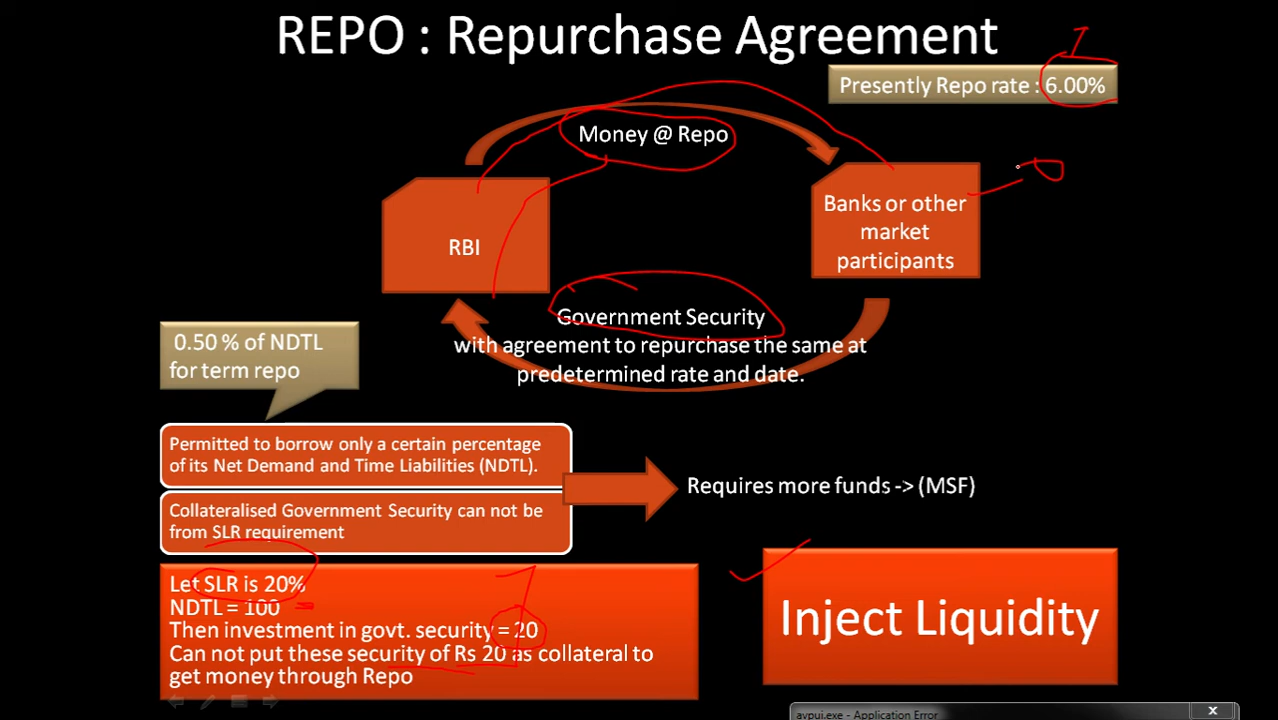 REPO : Repurchase Agreement
Presently Repo rate : 6.00%
Money @ Repo
RBI
Banks or other
market
participants
Government Security
with agreement to repurchase the same at
predetermined rate and date.
0.50 % of NDTL
for term repo
Permitted to borrow only a certain percentage
of its Net Demand and Time Liabilities (NDTL).
Collateralised Government Security can not be
from SLR requirement
Requires more funds -> (MSF)
Let SLR is 20%
NDTL = 100
Then investment in govt. security = 20
Can not put these security of Rs 20 as collateral to
get money through Repo
Inject Liquidity
avpui.exe - Application Error